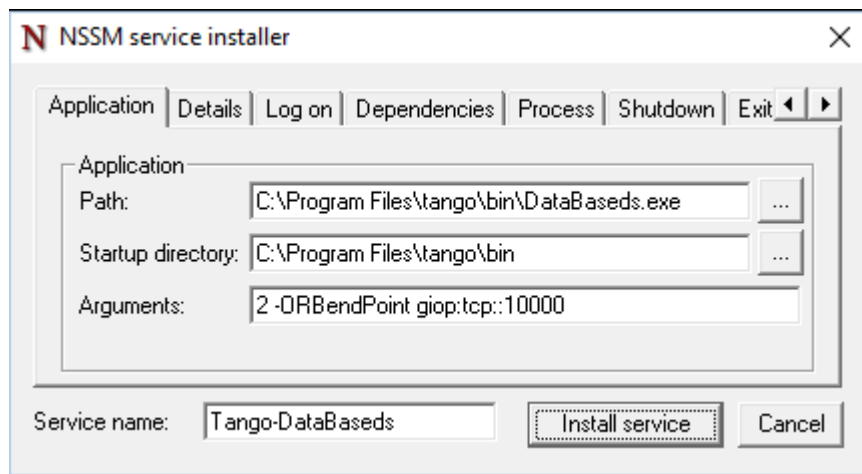 N NSSM service installer
Application Details Log on Dependencies Process Shutdown Exit
Application
Path: C:\Program Files\tango\bin\DataBaseds.exe ...
Startup directory: C:\Program Files\tango\bin ...
Arguments: 2 -ORBendPoint giop:tcp::10000
Service name: Tango-DataBaseds Install service Cancel